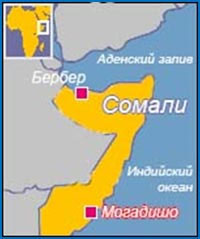 Аденский залив
Бербер
Сомали
Индийский
океан
Могадишо